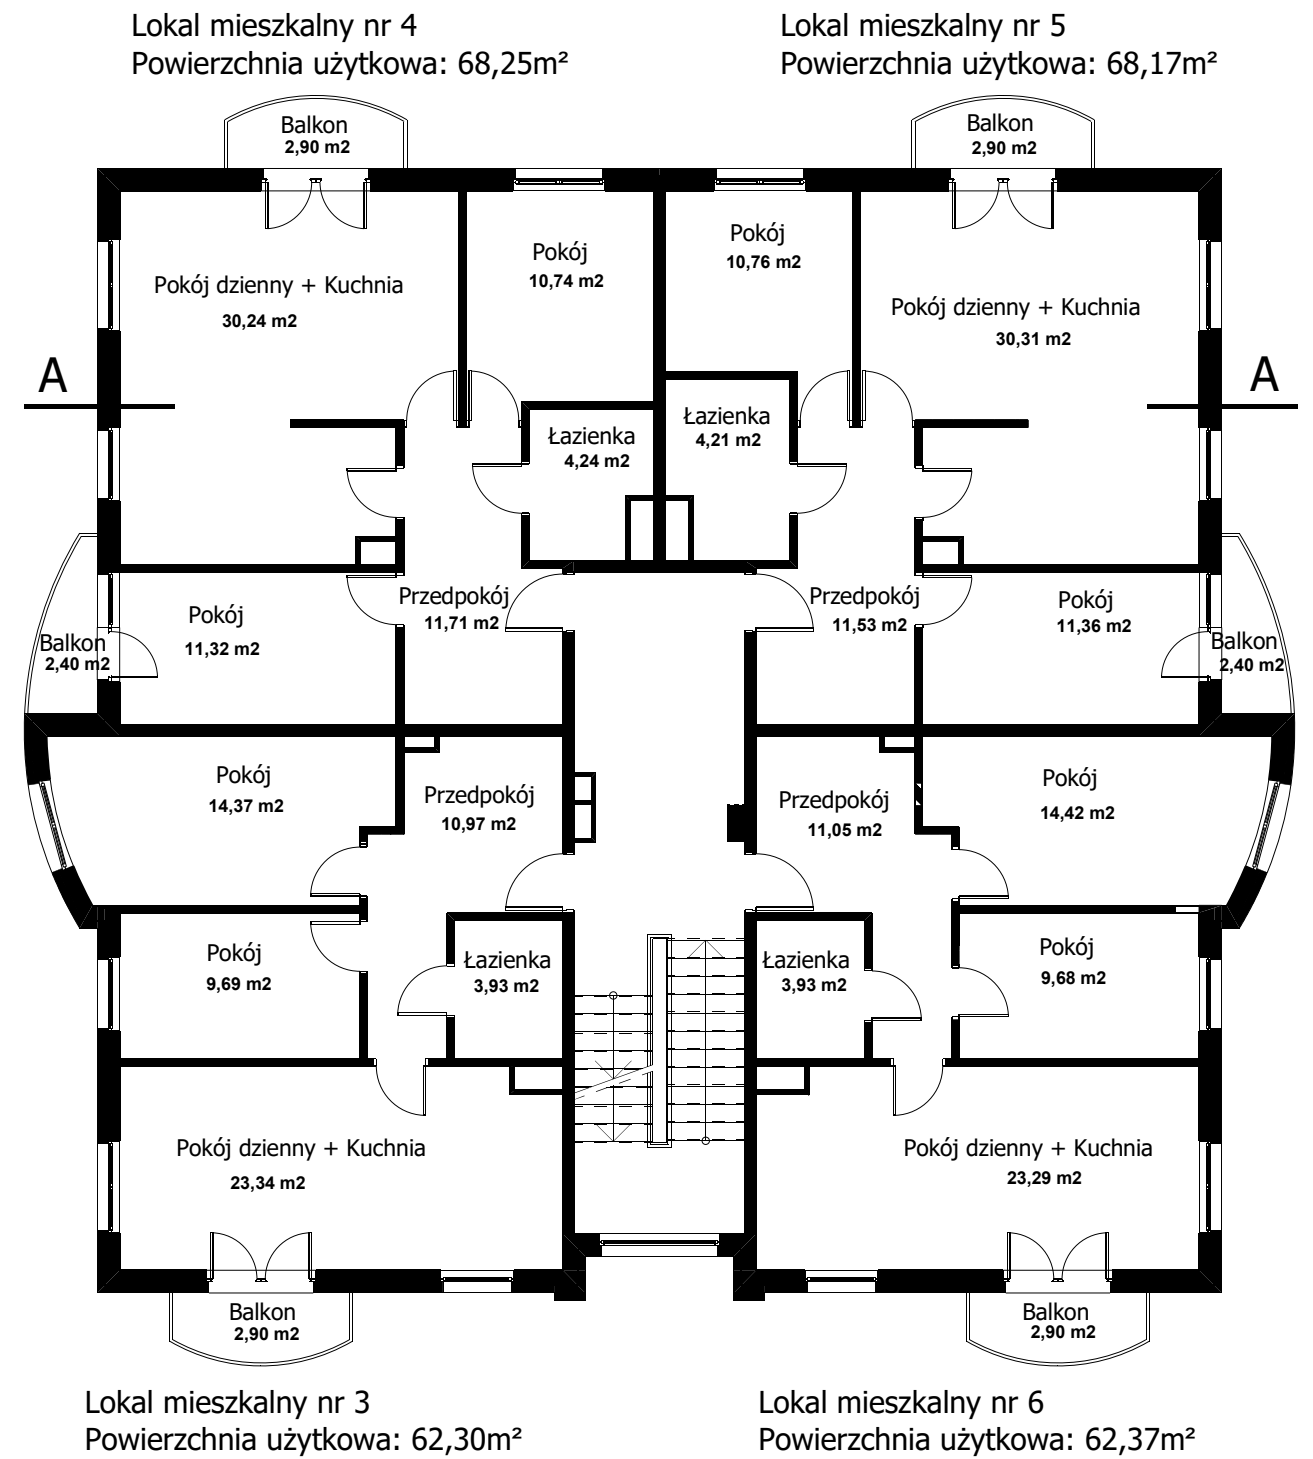 Lokal mieszkalny nr 4
Powierzchnia użytkowa: 68,25m²
Lokal mieszkalny nr 5
Powierzchnia użytkowa: 68,17m²
Balkon
2,90 m2
Balkon
2,90 m2
Pokój dzienny + Kuchnia
30,24 m2
Pokój
10,74 m2
Pokój
10,76 m2
Pokój dzienny + Kuchnia
30,31 m2
A
A
Łazienka
4,24 m2
Łazienka
4,21 m2
Przedpokój
11,71 m2
Przedpokój
11,53 m2
Pokój
11,32 m2
Pokój
11,36 m2
Balkon
2,40 m2
Balkon
2,40 m2
Pokój
14,37 m2
Przedpokój
10,97 m2
Przedpokój
11,05 m2
Pokój
14,42 m2
Pokój
9,69 m2
Łazienka
3,93 m2
Łazienka
3,93 m2
Pokój
9,68 m2
Pokój dzienny + Kuchnia
23,34 m2
Pokój dzienny + Kuchnia
23,29 m2
Balkon
2,90 m2
Balkon
2,90 m2
Lokal mieszkalny nr 3
Powierzchnia użytkowa: 62,30m²
Lokal mieszkalny nr 6
Powierzchnia użytkowa: 62,37m²